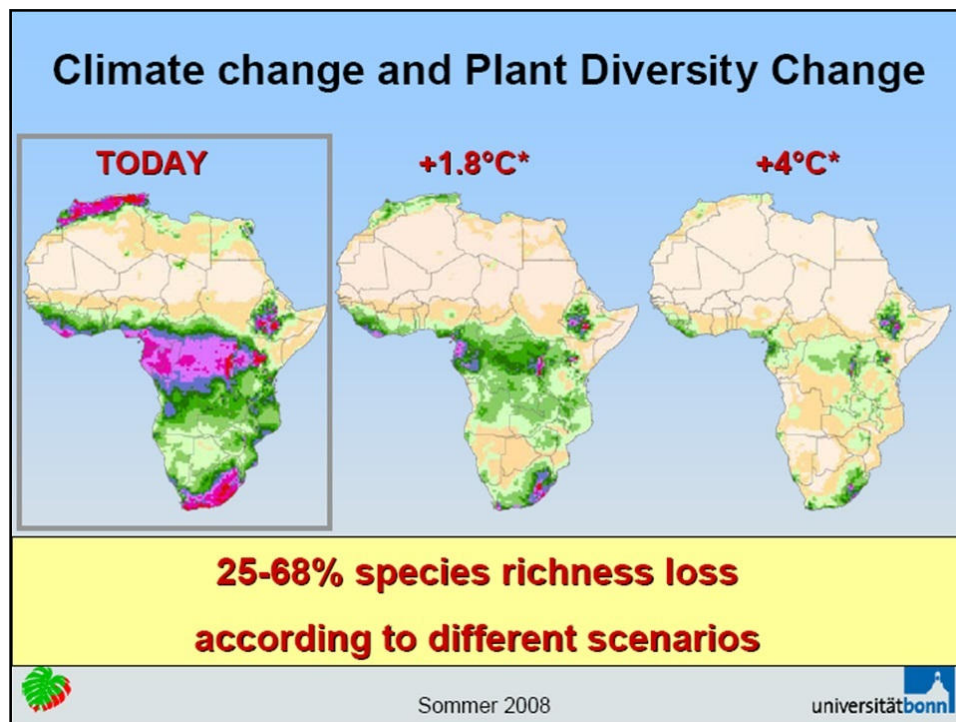 Climate change and Plant Diversity Change
TODAY
+1.8°C*
+4°C*
25-68% species richness loss
according to different scenarios
Sommer 2008
universitätbonn